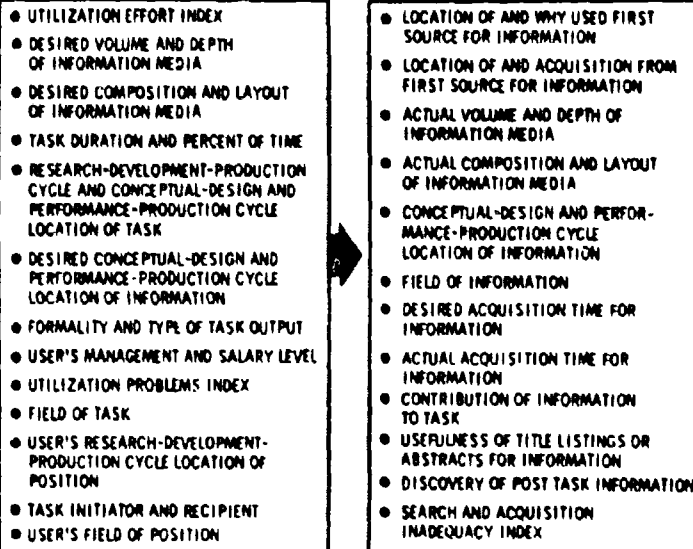 ● UTILIZATION EFFORT INDEX
● DESIRED VOLUME AND DEPTH
OF INFORMATION MEDIA
● DESIRED COMPOSITION AND LAYOUT
OF INFORMATION MEDIA
● TASK DURATION AND PERCENT OF TIME
● RESEARCH-DEVELOPMENT-PRODUCTION
CYCLE AND CONCEPTUAL-DESIGN AND
PERFORMANCE-PRODUCTION CYCLE
LOCATION OF TASK
● DESIRED CONCEPTUAL-DESIGN AND
PERFORMANCE-PRODUCTION CYCLE
LOCATION OF INFORMATION
● FORMALITY AND TYPE OF TASK OUTPUT
● USER'S MANAGEMENT AND SALARY LEVEL
● UTILIZATION PROBLEMS INDEX
● FIELD OF TASK
● USER'S RESEARCH-DEVELOPMENT-
PRODUCTION CYCLE LOCATION OF
POSITION
● TASK INITIATOR AND RECIPIENT
● USER'S FIELD OF POSITION
● LOCATION OF AND WHY USED FIRST
SOURCE FOR INFORMATION
● LOCATION OF AND ACQUISITION FROM
FIRST SOURCE FOR INFORMATION
● ACTUAL VOLUME AND DEPTH OF
INFORMATION MEDIA
● ACTUAL COMPOSITION AND LAYOUT
OF INFORMATION MEDIA
● CONCEPTUAL-DESIGN AND PERFOR-
MANCE-PRODUCTION CYCLE
LOCATION OF INFORMATION
● FIELD OF INFORMATION
● DESIRED ACQUISITION TIME FOR
INFORMATION
● ACTUAL ACQUISITION TIME FOR
INFORMATION
● CONTRIBUTION OF INFORMATION
TO TASK
● USEFULNESS OF TITLE LISTINGS OR
ABSTRACTS FOR INFORMATION
● DISCOVERY OF POST TASK INFORMATION
● SEARCH AND ACQUISITION
INADEQUACY INDEX